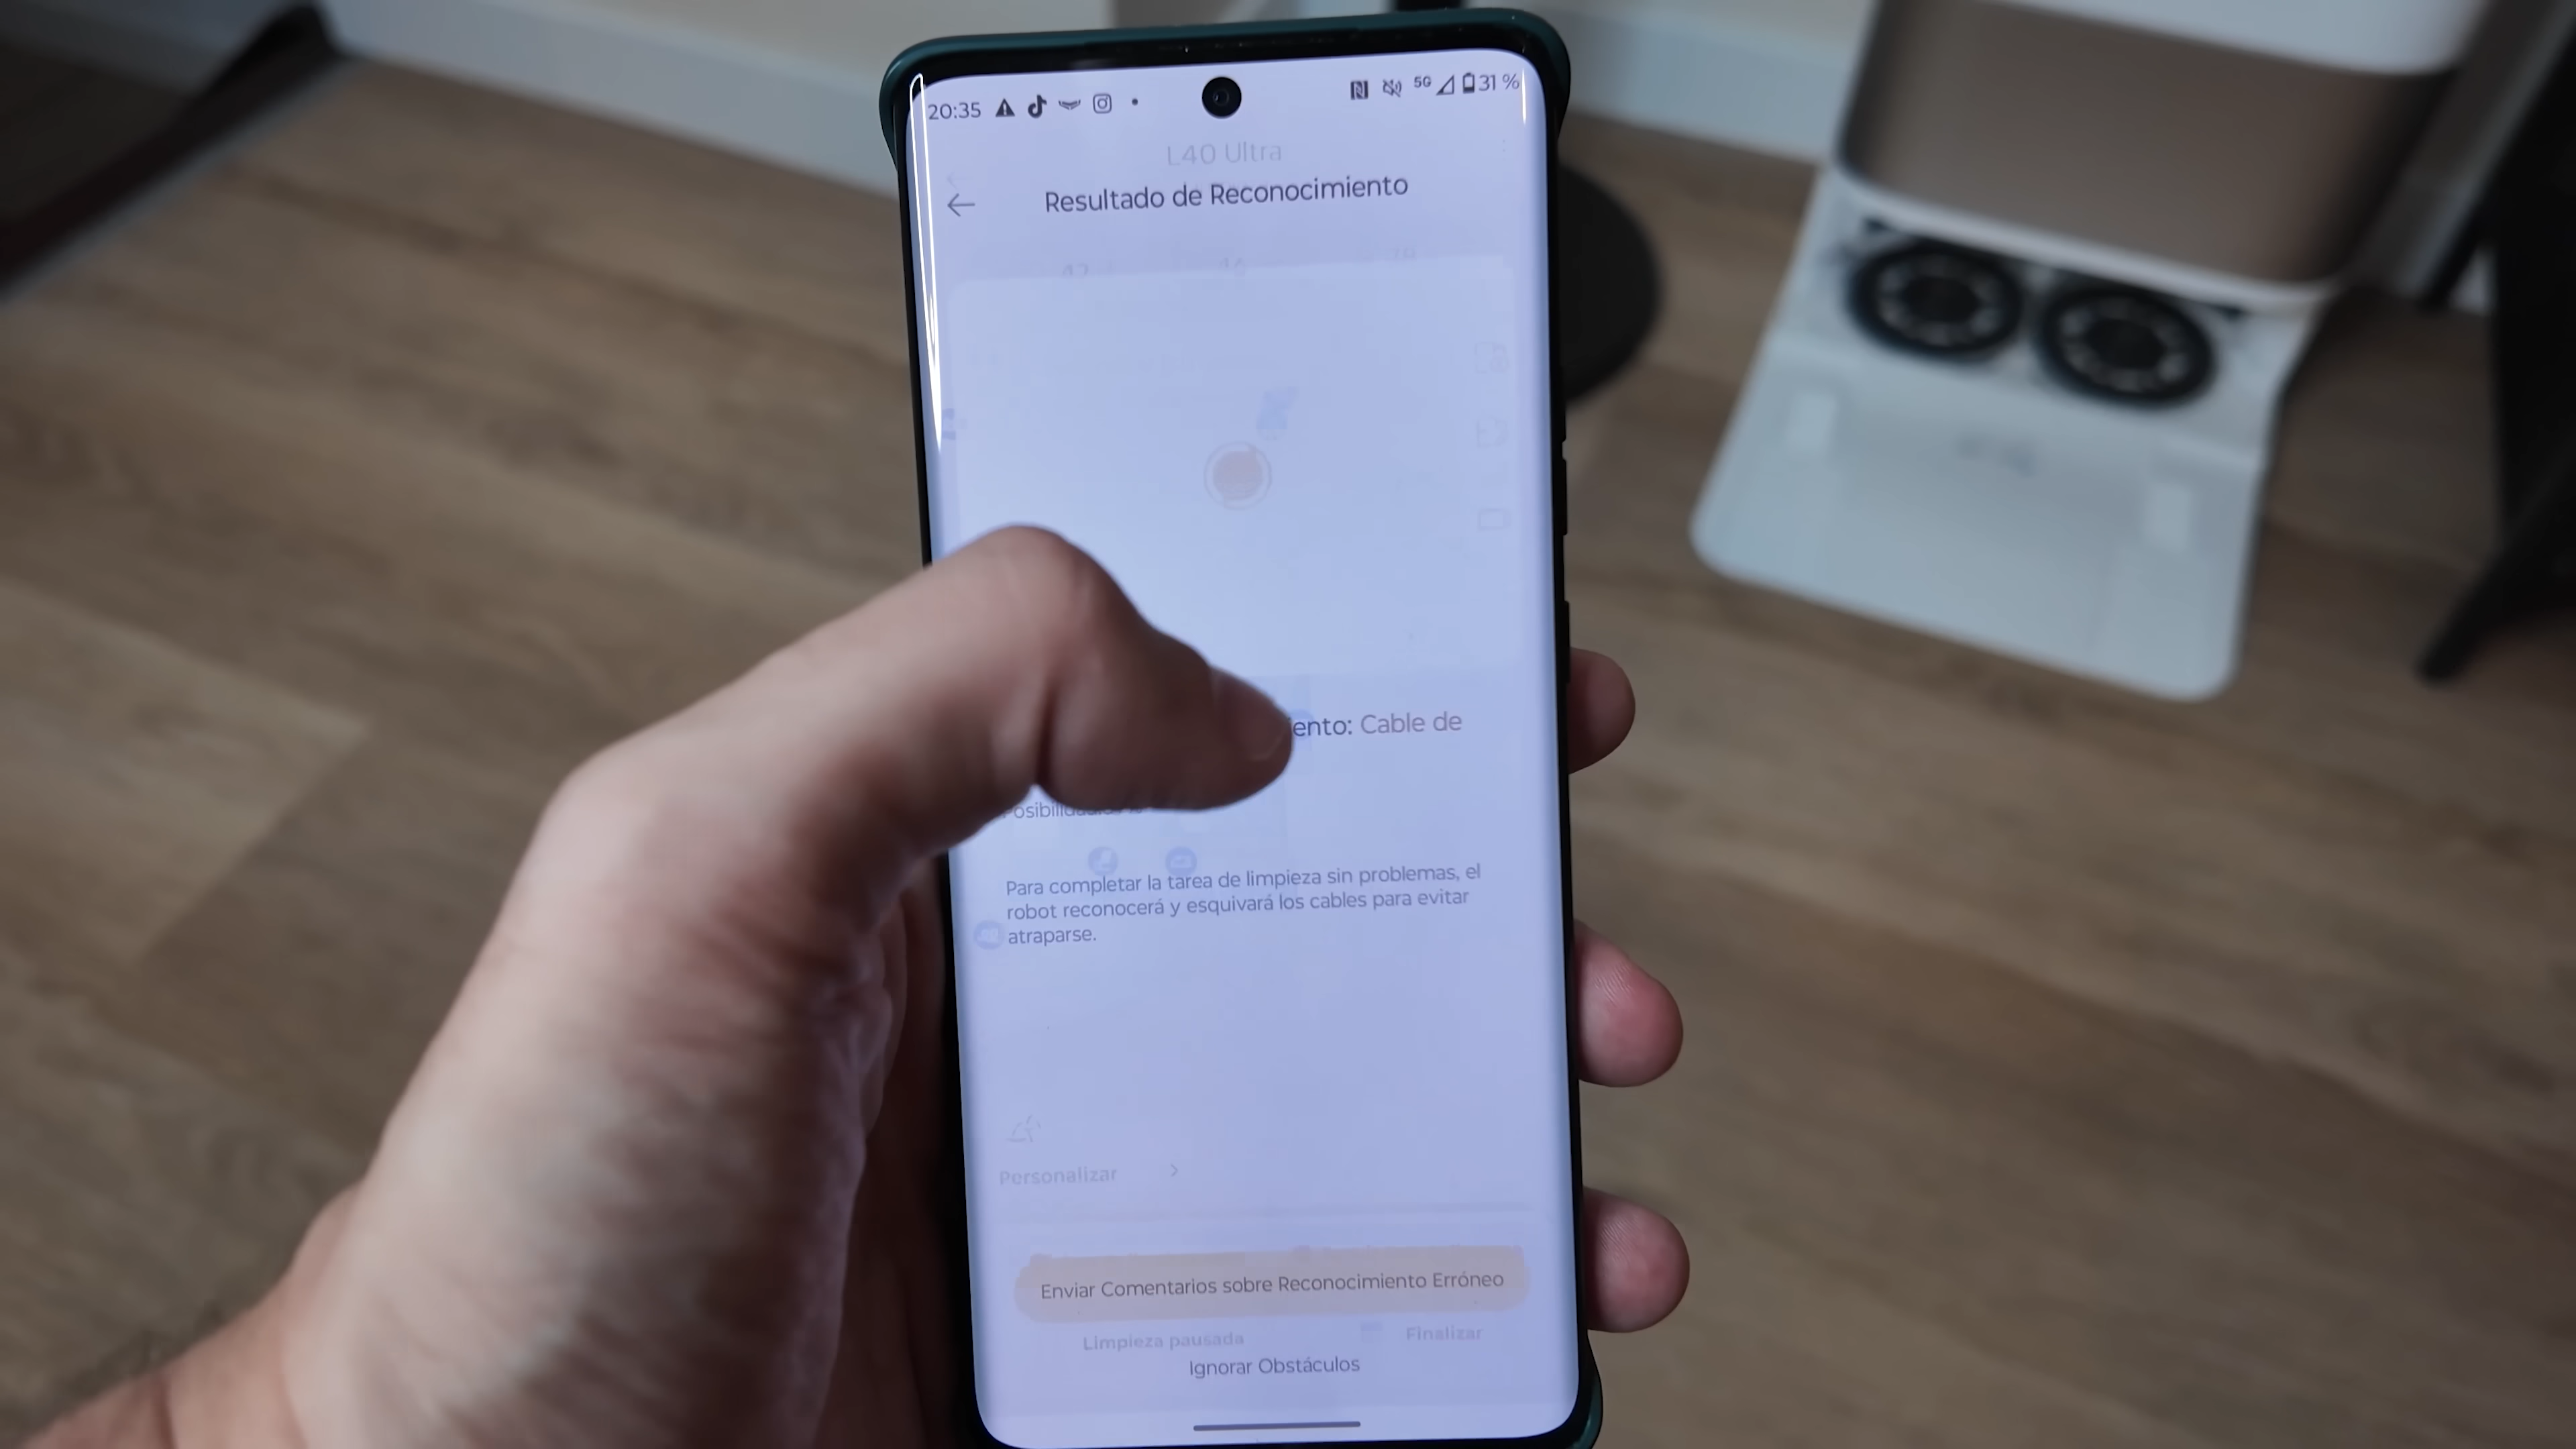 20:35
5G
31 %
L40 Ultra
Resultado de Reconocimiento
iento: Cable de
Para completar la tarea de limpieza sin problemas, el
robot reconocerá y esquivará los cables para evitar
atraparse.
Personalizar
Enviar Comentarios sobre Reconocimiento Erróneo
Limpieza pausada
Finalizar
Ignorar Obstáculos